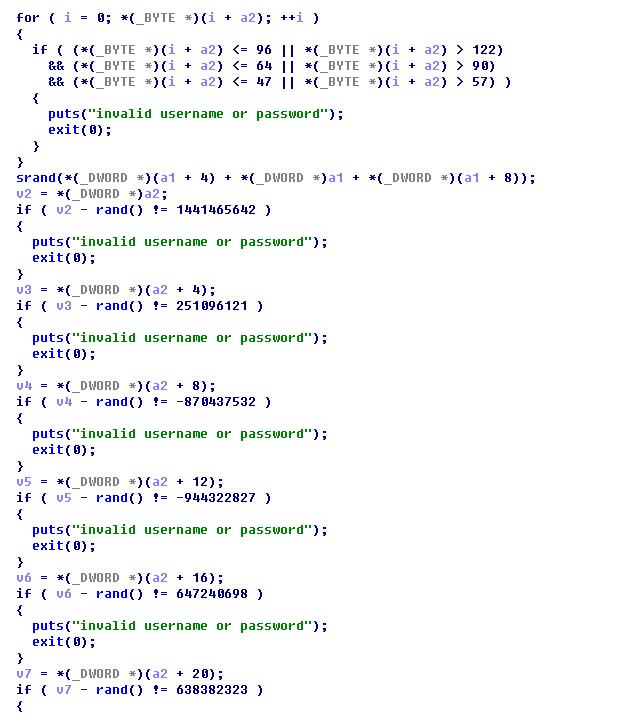 for ( i = 0; *(_BYTE *)(i + a2); ++i )
{
  if ( (*(_BYTE *)(i + a2) <= 96 || *(_BYTE *)(i + a2) > 122)
    && (*(_BYTE *)(i + a2) <= 64 || *(_BYTE *)(i + a2) > 90)
    && (*(_BYTE *)(i + a2) <= 47 || *(_BYTE *)(i + a2) > 57) )
  {
    puts("invalid username or password");
    exit(0);
  }
}
srand(*(_DWORD *)(a1 + 4) + *(_DWORD *)a1 + *(_DWORD *)(a1 + 8));
v2 = *(_DWORD *)a2;
if ( v2 - rand() != 1441465642 )
{
  puts("invalid username or password");
  exit(0);
}
v3 = *(_DWORD *)(a2 + 4);
if ( v3 - rand() != 251096121 )
{
  puts("invalid username or password");
  exit(0);
}
v4 = *(_DWORD *)(a2 + 8);
if ( v4 - rand() != -870437532 )
{
  puts("invalid username or password");
  exit(0);
}
v5 = *(_DWORD *)(a2 + 12);
if ( v5 - rand() != -944322827 )
{
  puts("invalid username or password");
  exit(0);
}
v6 = *(_DWORD *)(a2 + 16);
if ( v6 - rand() != 647240698 )
{
  puts("invalid username or password");
  exit(0);
}
v7 = *(_DWORD *)(a2 + 20);
if ( v7 - rand() != 638382323 )
{